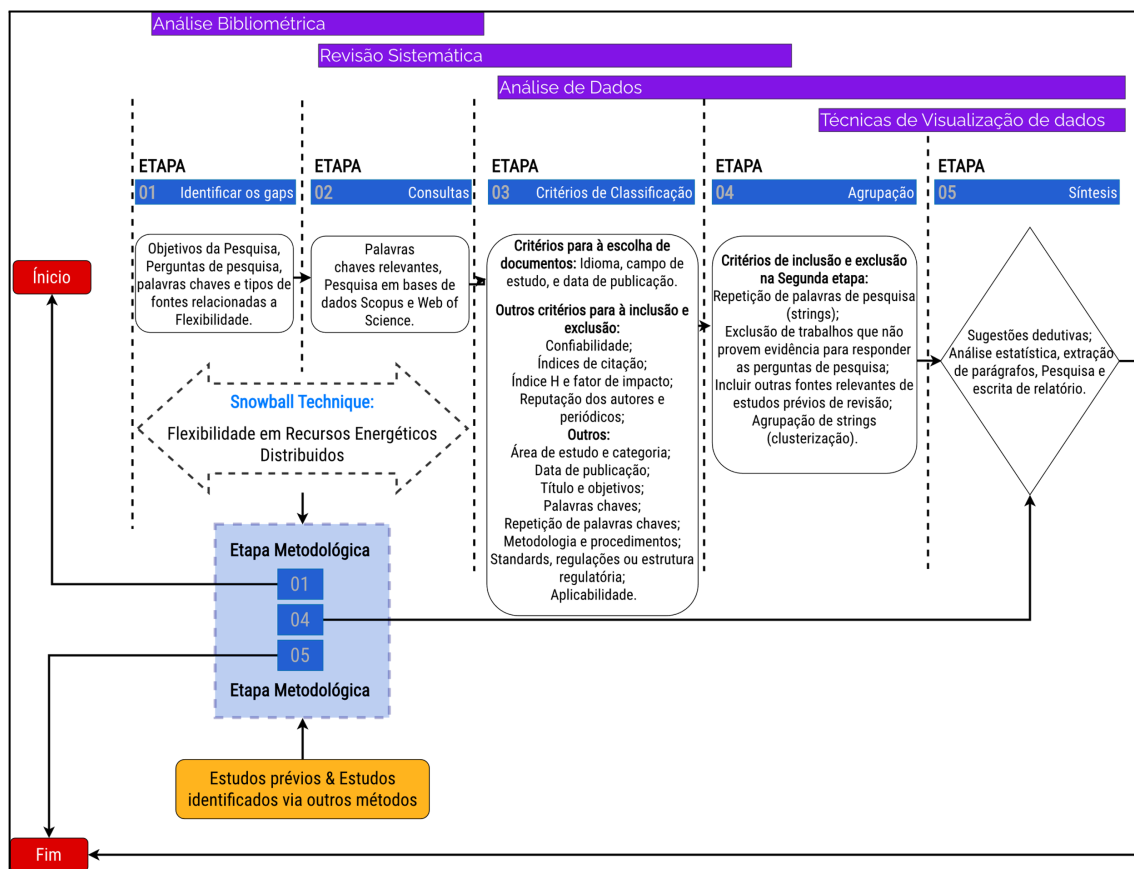 Análise Bibliométrica
Revisão Sistemática
Análise de Dados
Técnicas de Visualização de dados
ETAPA
01 Identificar os gaps
ETAPA
02 Consultas
ETAPA
03 Critérios de Classificação
ETAPA
04 Agrupação
ETAPA
05 Síntesis
Ínicio
Objetivos da Pesquisa,
Perguntas de pesquisa,
palavras chaves e tipos de
fontes relacionadas a
Flexibilidade.
Palavras
chaves relevantes,
Pesquisa em bases de
dados Scopus e Web of
Science.
Critérios para à escolha de
documentos: Idioma, campo de
estudo, e data de publicação.
Outros critérios para à inclusão e
exclusão:
Confiabilidade;
Índices de citação;
Índice H e fator de impacto;
Reputação dos autores e
periódicos;
Outros:
Área de estudo e categoria;
Data de publicação;
Título e objetivos;
Palavras chaves;
Repetição de palavras chaves;
Metodologia e procedimentos;
Standards, regulações ou estrutura
regulatória;
Aplicabilidade.
Critérios de inclusão e exclusão
na Segunda etapa:
Repetição de palavras de pesquisa
(strings);
Exclusão de trabalhos que não
provem evidência para responder
as perguntas de pesquisa;
Incluir outras fontes relevantes de
estudos prévios de revisão;
Agrupação de strings
(clusterização).
Sugestões dedutivas;
Análise estatística, extração
de parágrafos, Pesquisa e
escrita de relatório.
Snowball Technique:
Flexibilidade em Recursos Energéticos
Distribuidos
Etapa Metodológica
01
04
05
Etapa Metodológica
Estudos prévios & Estudos
identificados via outros métodos
Fim